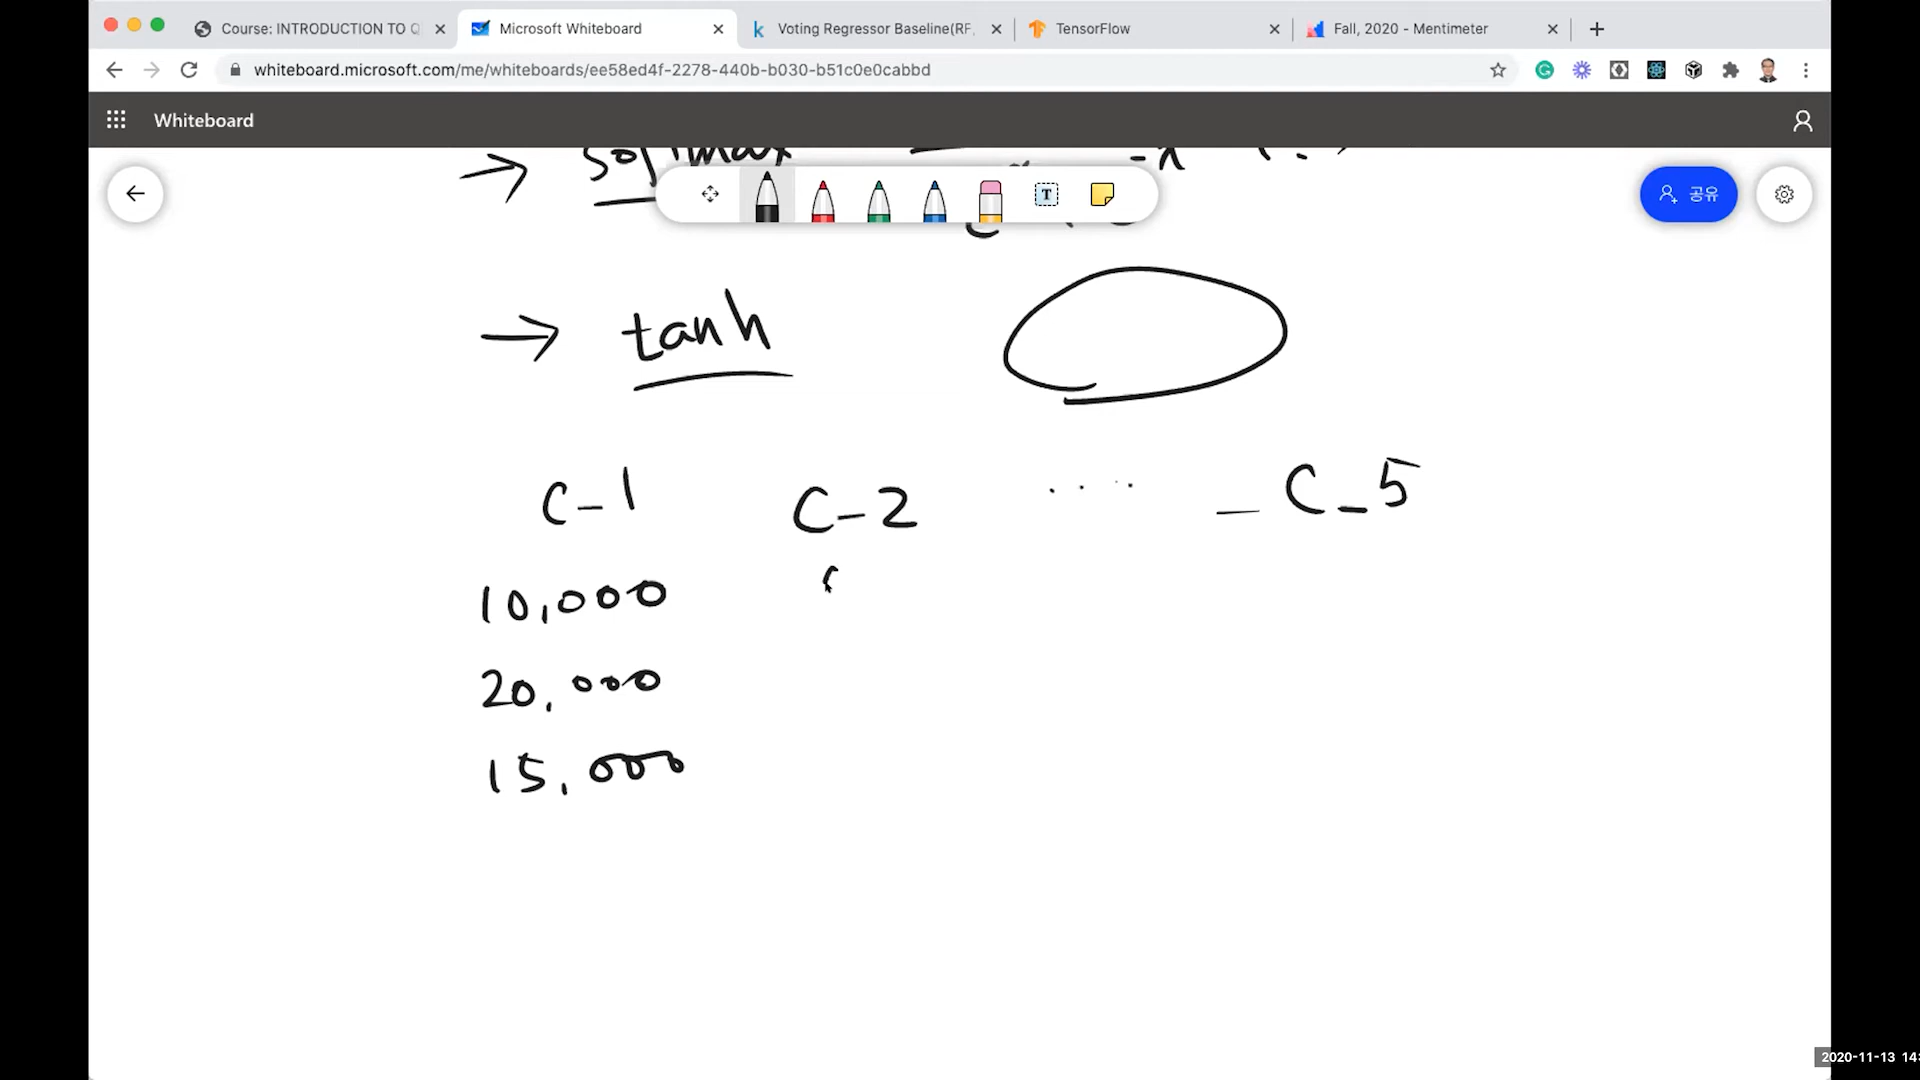 Course: INTRODUCTION TO Q
Microsoft Whiteboard
Voting Regressor Baseline(RF,
TensorFlow
Fall, 2020 - Mentimeter
whiteboard.microsoft.com/me/whiteboards/ee58ed4f-2278-440b-b030-b51c0e0cabbd
Whiteboard
공유
→ softmax
→ tanh
C-1 C-2 .... _ C_5
10,000
20,000
15,000
2020-11-13 14: